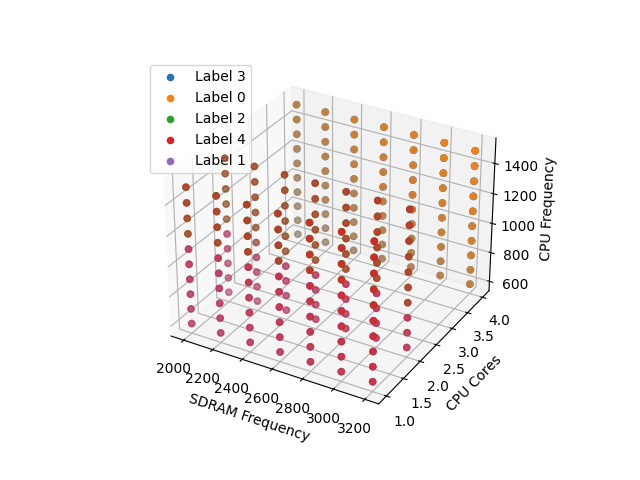 Label 3
Label 0
Label 2
Label 4
Label 1
1400
1200
1000
800
600
CPU Frequency
4.0
3.5
3.0
2.5
2.0
1.5
1.0
CPU Cores
2000
2200
2400
2600
2800
3000
3200
SDRAM Frequency